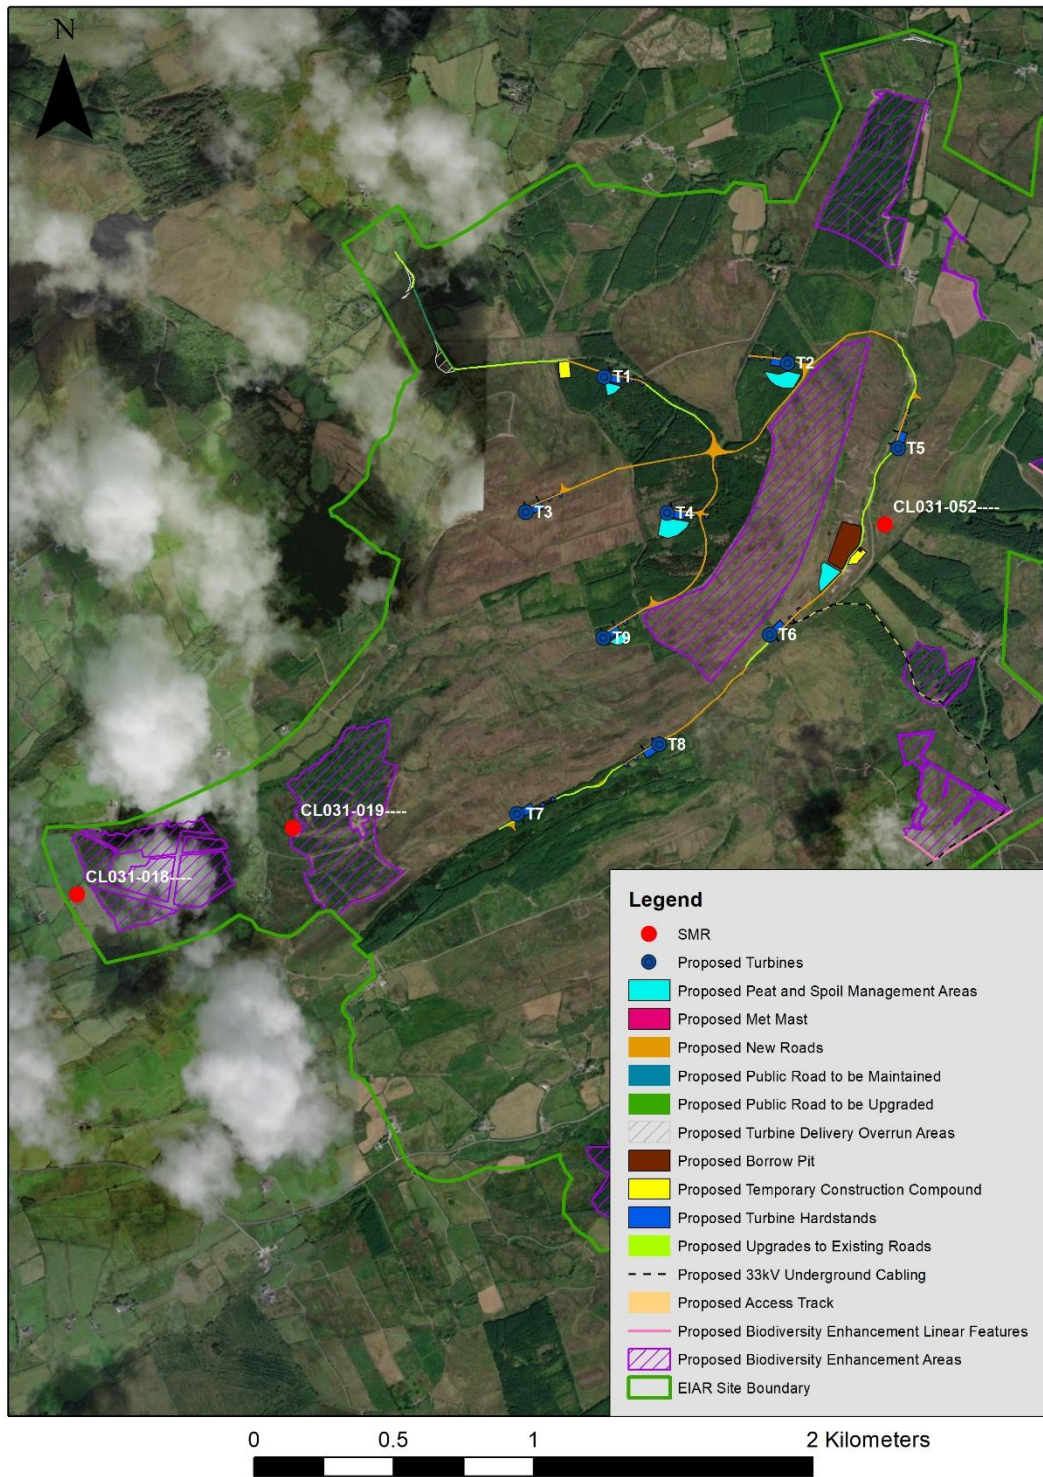 N
T1
T2
T5
T3
T4
CL031-052----
T9
T6
T8
CL031-019----
T7
CL031-018----
Legend
SMR
Proposed Turbines
Proposed Peat and Spoil Management Areas
Proposed Met Mast
Proposed New Roads
Proposed Public Road to be Maintained
Proposed Public Road to be Upgraded
Proposed Turbine Delivery Overrun Areas
Proposed Borrow Pit
Proposed Temporary Construction Compound
Proposed Turbine Hardstands
Proposed Upgrades to Existing Roads
Proposed 33kV Underground Cabling
Proposed Access Track
Proposed Biodiversity Enhancement Linear Features
Proposed Biodiversity Enhancement Areas
EIAR Site Boundary
0 0.5 1 2 Kilometers